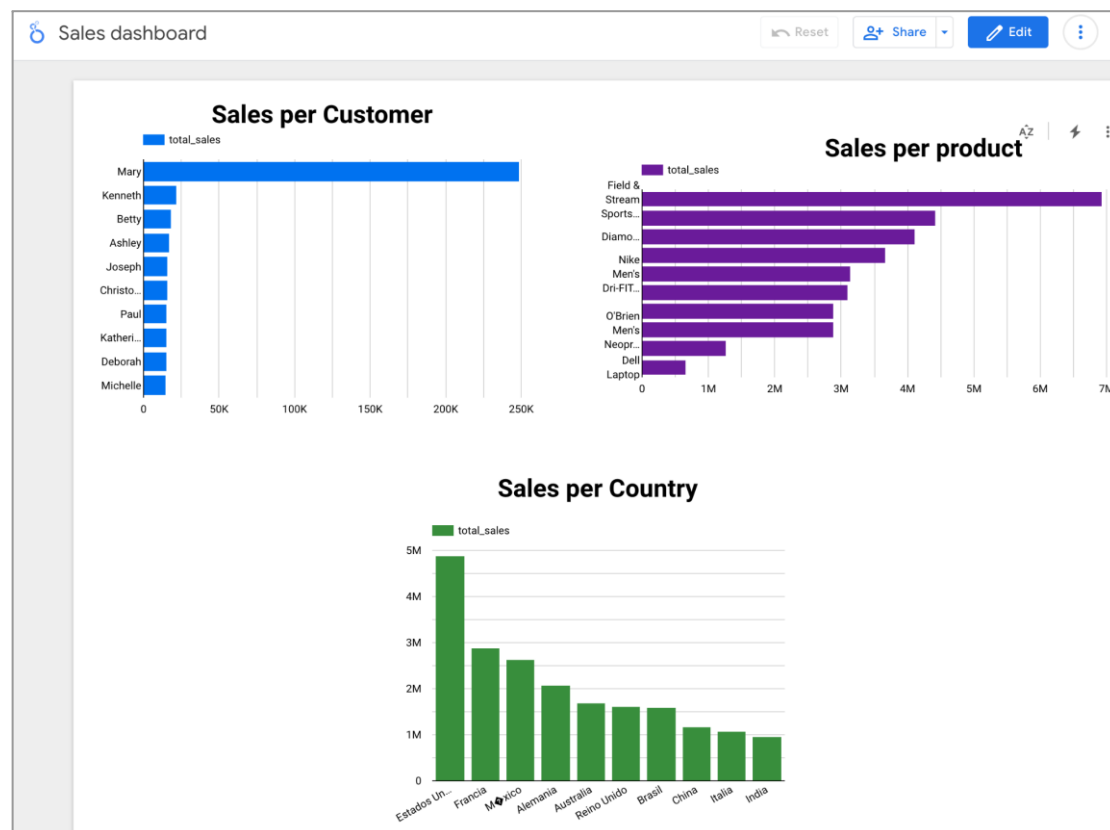 Sales dashboard
Reset
Share
Edit
Sales per Customer
total_sales
Mary
Kenneth
Betty
Ashley
Joseph
Christo...
Paul
Katheri...
Deborah
Michelle
0 50K 100K 150K 200K 250K
AZ
Sales per product
total_sales
Field &
Stream
Sports...
Diamo...
Nike
Men's
Dri-FIT...
O'Brien
Men's
Neopr...
Dell
Laptop
0 1M 2M 3M 4M 5M 6M 7M
Sales per Country
total_sales
5M
4M
3M
2M
1M
0
Estados Un... Francia M�xico Alemania Australia Reino Unido Brasil China Italia India